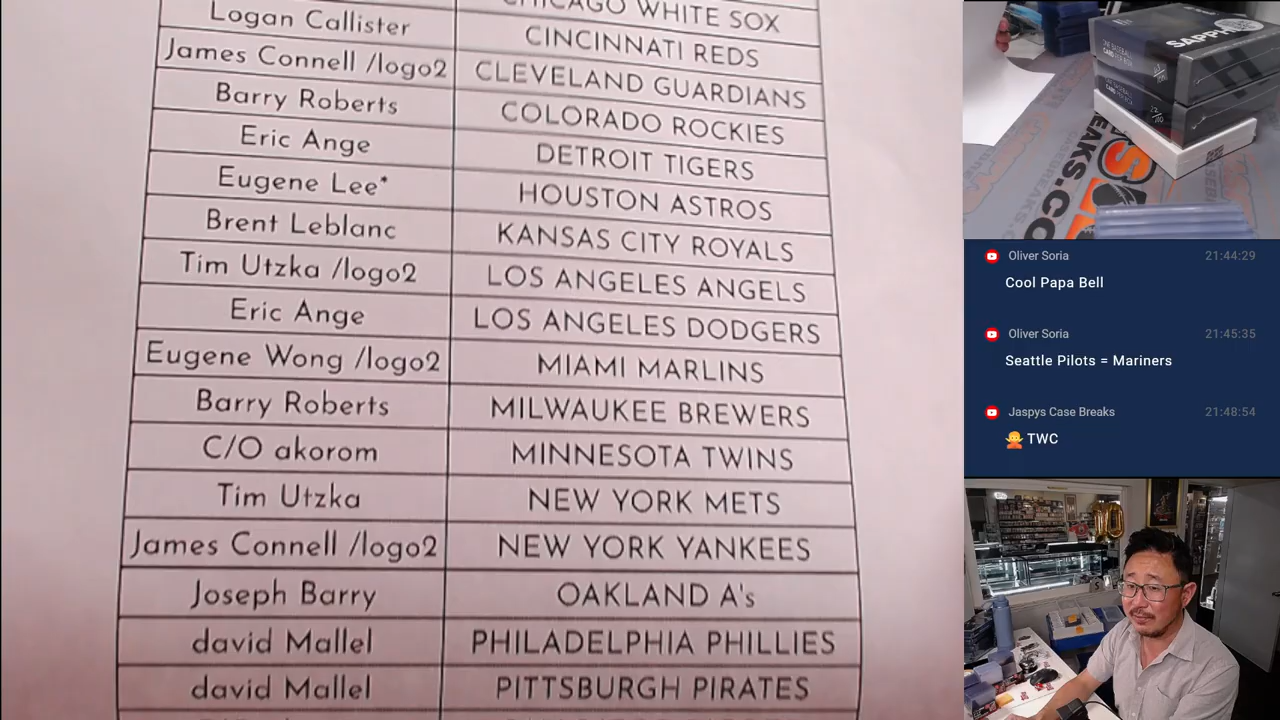 CHICAGO WHITE SOX
Logan Callister CINCINNATI REDS
James Connell /logo2 CLEVELAND GUARDIANS
Barry Roberts COLORADO ROCKIES
Eric Ange DETROIT TIGERS
Eugene Lee* HOUSTON ASTROS
Brent Leblanc KANSAS CITY ROYALS
Tim Utzka /logo2 LOS ANGELES ANGELS
Eric Ange LOS ANGELES DODGERS
Eugene Wong /logo2 MIAMI MARLINS
Barry Roberts MILWAUKEE BREWERS
C/O akorom MINNESOTA TWINS
Tim Utzka NEW YORK METS
James Connell /logo2 NEW YORK YANKEES
Joseph Barry OAKLAND A's
david Mallel PHILADELPHIA PHILLIES
david Mallel PITTSBURGH PIRATES
SAPPHIRE
Oliver Soria 21:44:29
Cool Papa Bell
Oliver Soria 21:45:35
Seattle Pilots = Mariners
Jaspys Case Breaks 21:48:54
TWC
10